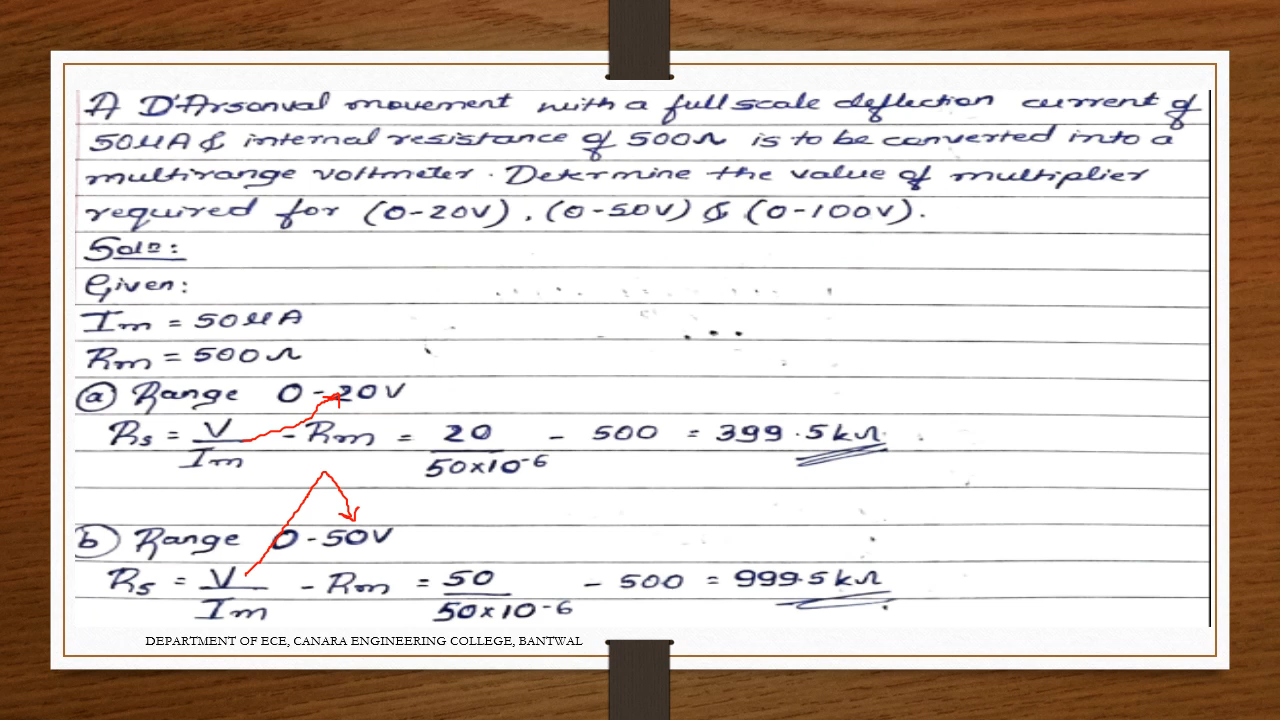 A D'Arsonval movement with a full scale deflection current of
50μA & internal resistance of 500Ω is to be converted into a
multirange voltmeter. Determine the value of multiplier
required for (0-20V), (0-50V) & (0-100V).
Solⁿ:
Given:
Im = 50μA
Rm = 500Ω
(a) Range 0-20V
Rs = V/Im - Rm = 20/50x10⁻⁶ - 500 = 399.5kΩ
(b) Range 0-50V
Rs = V/Im - Rm = 50/50x10⁻⁶ - 500 = 999.5kΩ
DEPARTMENT OF ECE, CANARA ENGINEERING COLLEGE, BANTWAL